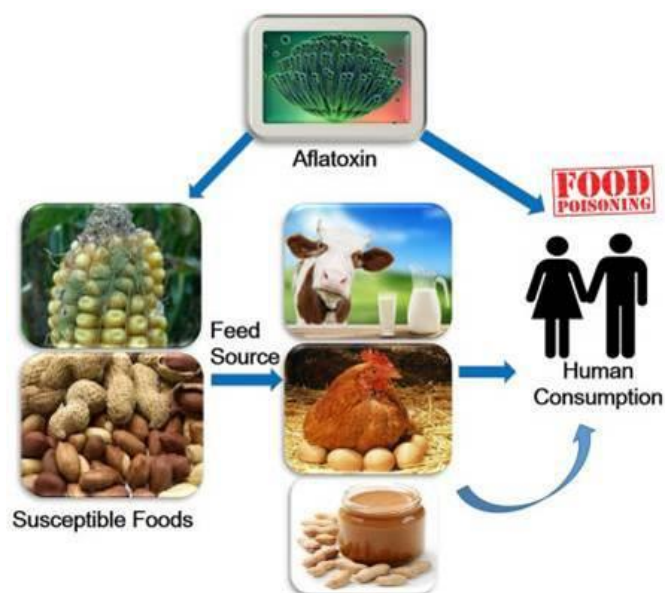 Aflatoxin
FOOD
POISONING
Feed
Source
Human
Consumption
Susceptible Foods